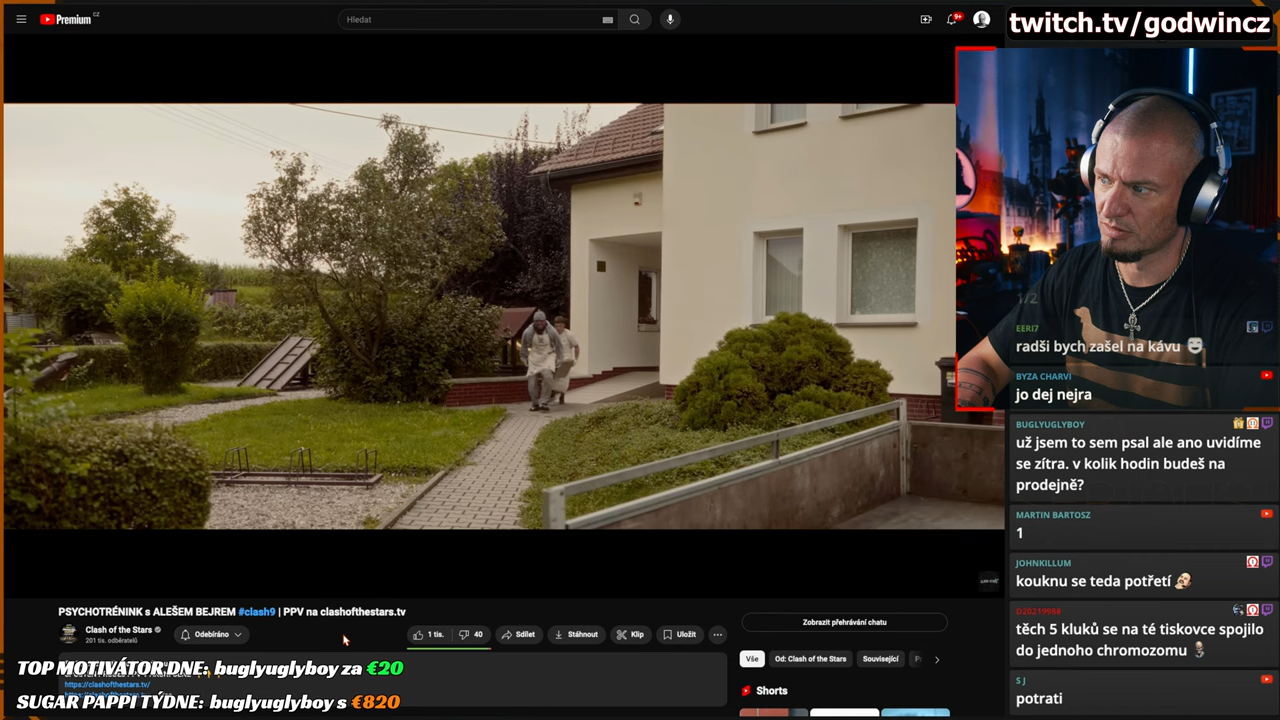 Premium CZ
Hledat
9+
twitch.tv/godwincz
1/2
EERI7
radši bych zašel na kávu
BYZA CHARVI
jo dej nejra
BUGLYUGLYBOY
už jsem to sem psal ale ano uvidíme
se zítra. v kolik hodin budeš na
prodejně?
MARTIN BARTOSZ
1
JOHNKILLUM
kouknu se teda potřetí
D20219988
těch 5 kluků se na té tiskovce spojilo
do jednoho chromozomu
S J
potrati
PSYCHOTRÉNINK s ALEŠEM BEJREM #clash9 | PPV na clashofthestars.tv
Clash of the Stars
201 tis. odběratelů
Odebíráno
1 tis.
40
Sdílet
Stáhnout
Klip
Uložit
Zobrazit přehrávání chatu
Vše
Od: Clash of the Stars
Související
https://clashofthestars.tv/
Shorts
TOP MOTIVÁTOR DNE: buglyuglyboy za €20
SUGAR PAPPI TÝDNE: buglyuglyboy s €820